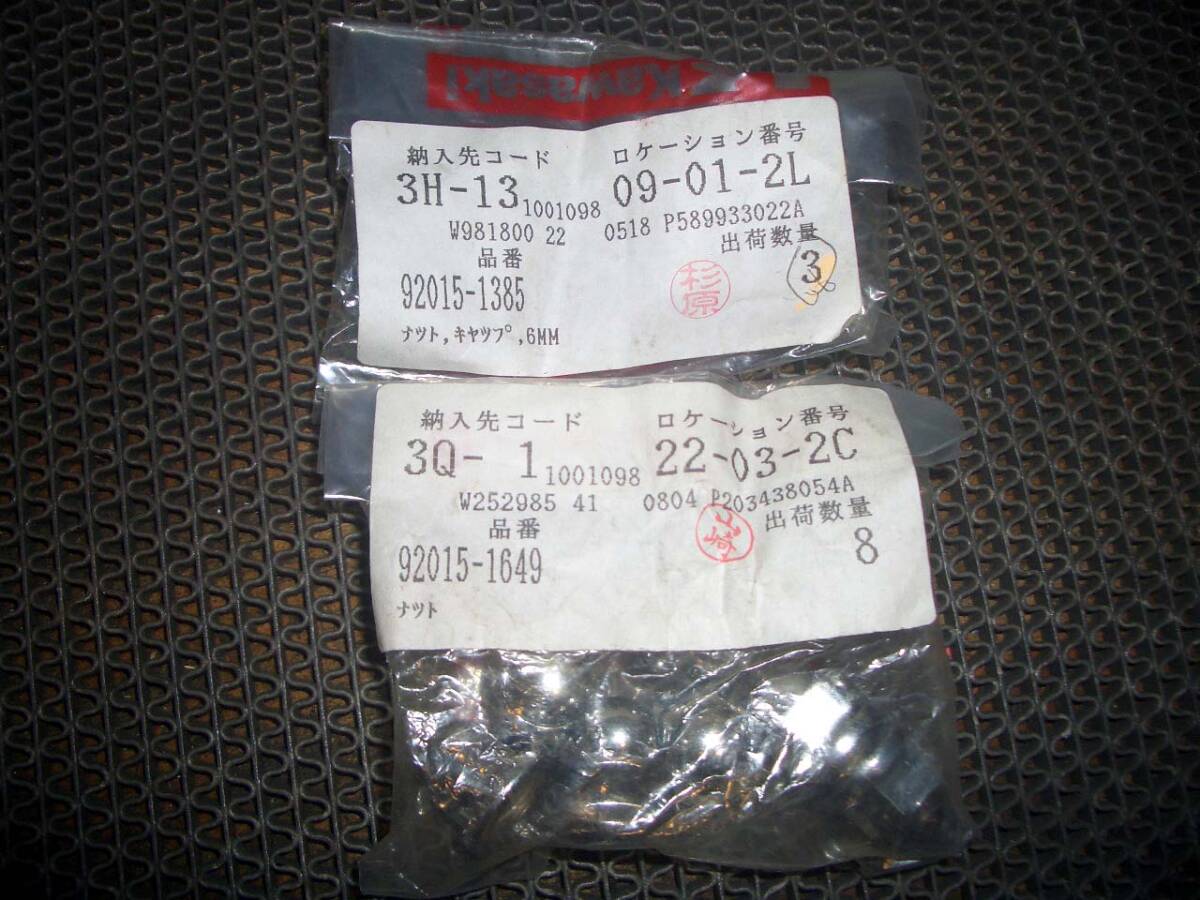 Kawasaki
納入先コード ロケーション番号
3H-13 1001098 09-01-2L
W981800 22 0518 P589933022A
品番 出荷数量
92015-1385 杉原 3
ﾅﾂﾄ,ｷﾔﾂﾌﾟ,6MM
納入先コード ロケーション番号
3Q- 1 1001098 22-03-2C
W252985 41 0804 P203438054A
品番 山崎 出荷数量
92015-1649 8
ﾅﾂﾄ